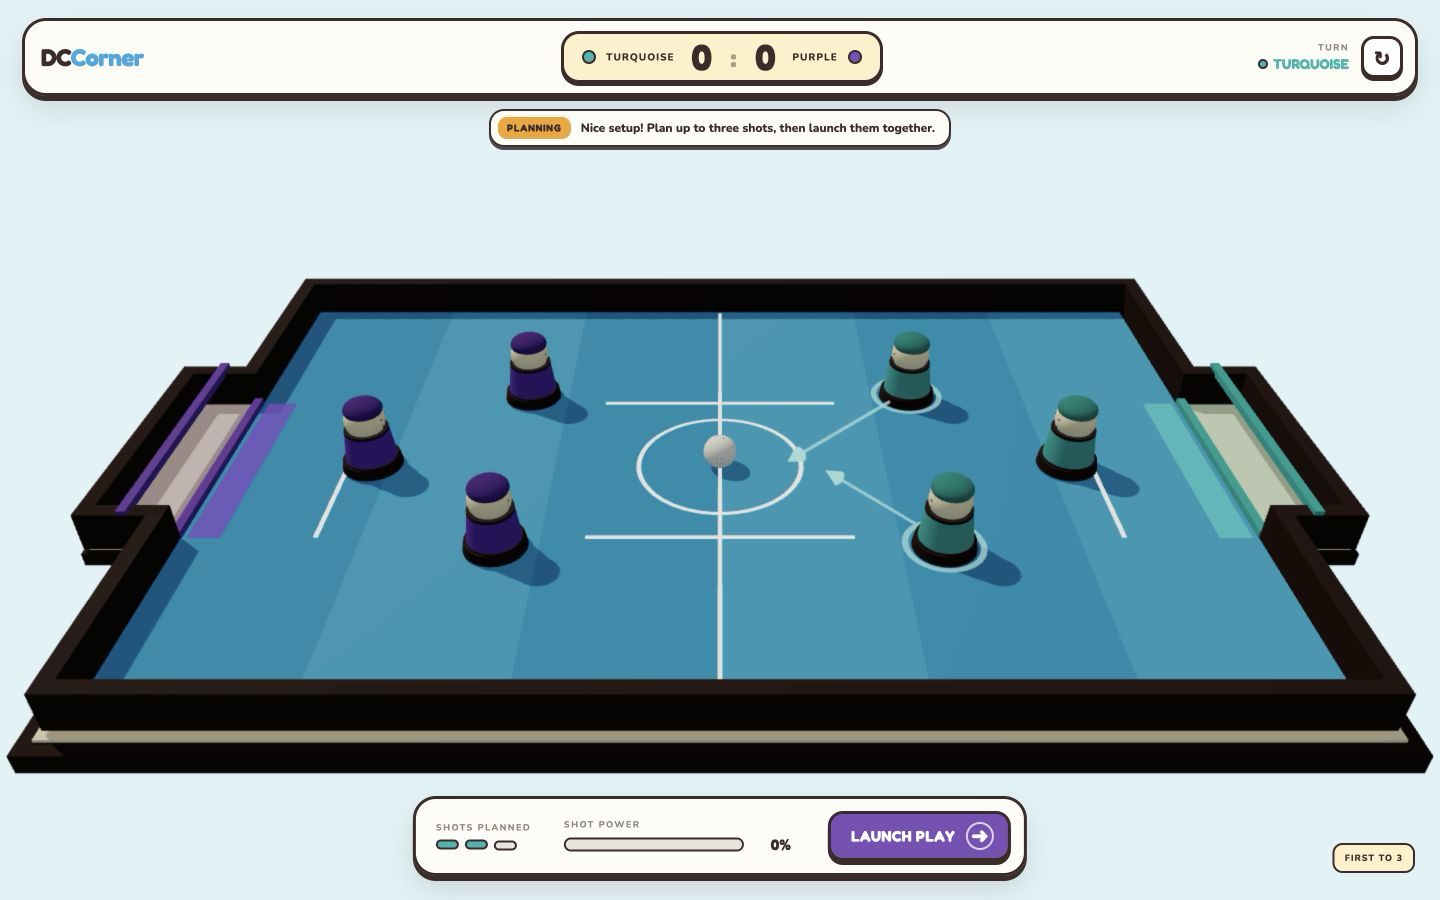 DCCorner
TURQUOISE 0 : 0 PURPLE
TURN
TURQUOISE
↻
PLANNING Nice setup! Plan up to three shots, then launch them together.
SHOTS PLANNED
SHOT POWER
0%
LAUNCH PLAY →
FIRST TO 3